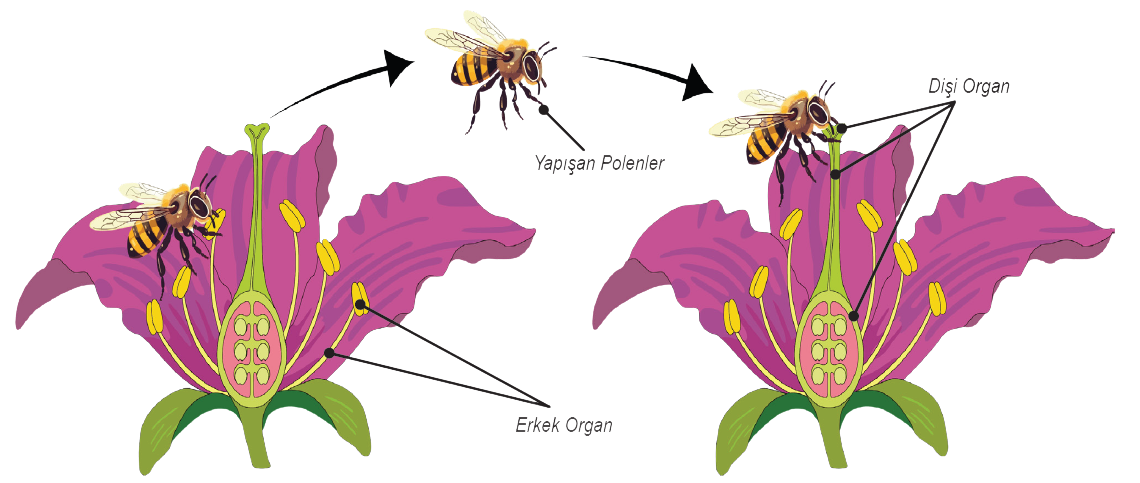 Dişi Organ
Yapışan Polenler
Erkek Organ